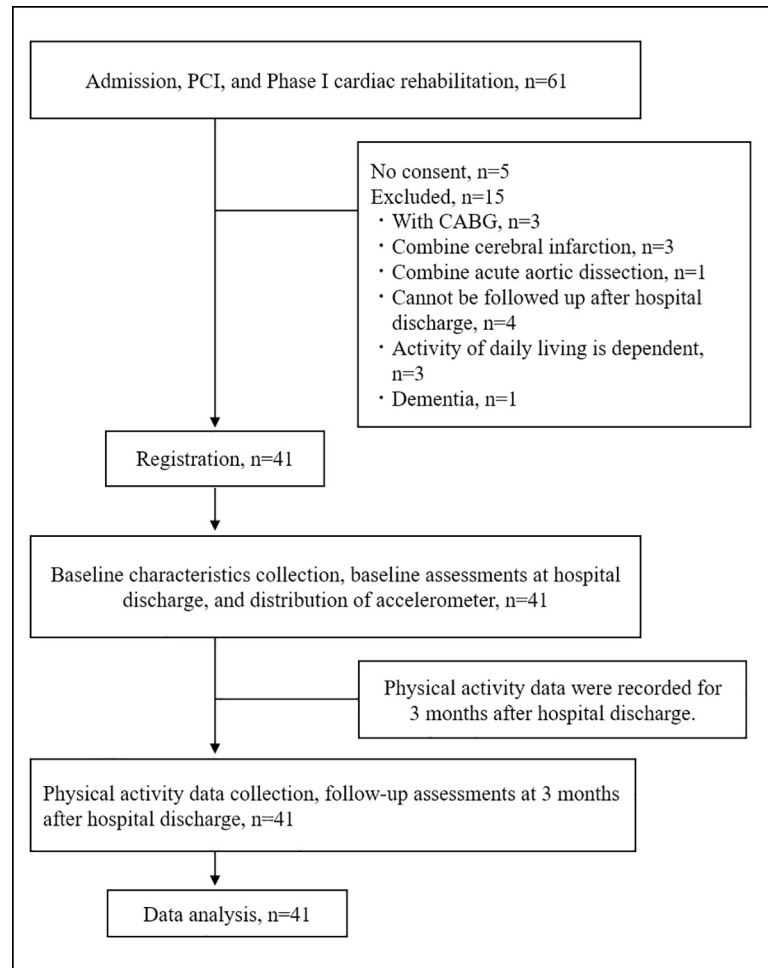 Admission, PCI, and Phase I cardiac rehabilitation, n=61
No consent, n=5
Excluded, n=15
・With CABG, n=3
・Combine cerebral infarction, n=3
・Combine acute aortic dissection, n=1
・Cannot be followed up after hospital
discharge, n=4
・Activity of daily living is dependent,
n=3
・Dementia, n=1
Registration, n=41
Baseline characteristics collection, baseline assessments at hospital
discharge, and distribution of accelerometer, n=41
Physical activity data were recorded for
3 months after hospital discharge.
Physical activity data collection, follow-up assessments at 3 months
after hospital discharge, n=41
Data analysis, n=41